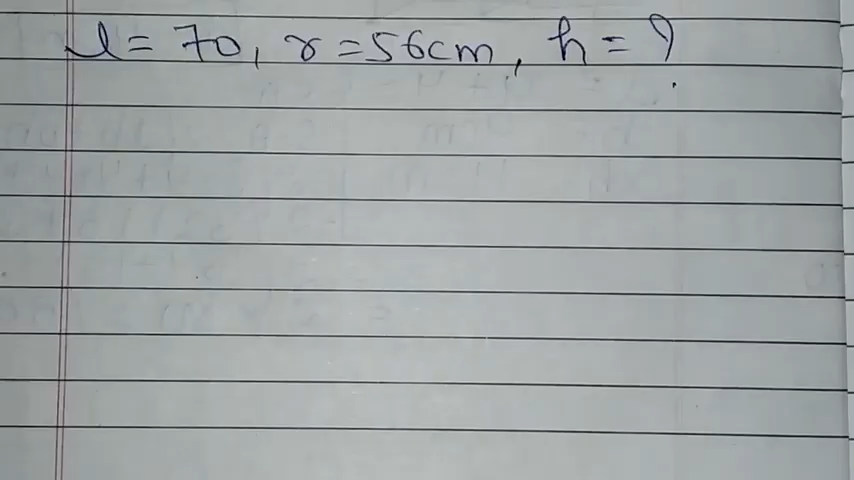 l = 70, r = 56cm, h = ?